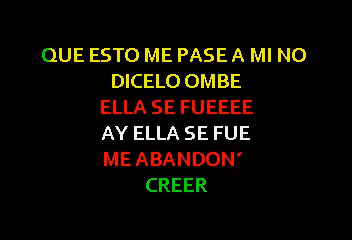 QUE ESTO ME PASE A MI NO
DICELO OMBE
ELLA SE FUEEEE
AY ELLA SE FUE
ME ABANDON´
CREER